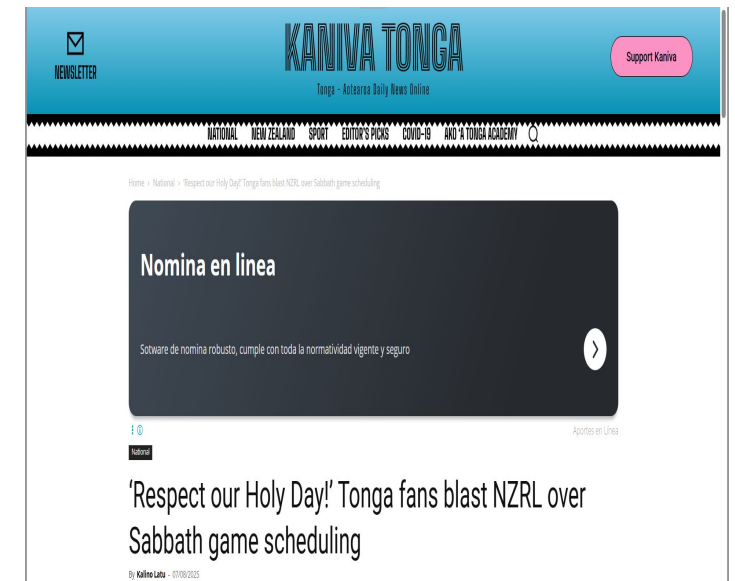 NEWSLETTER
KANIVA TONGA
Tonga - Aotearoa Daily News Online
Support Kaniva
NATIONAL NEW ZEALAND SPORT EDITOR'S PICKS COVID-19 AKO 'A TONGA ACADEMY
Home › National › 'Respect our Holy Day!' Tonga fans blast NZRL over Sabbath game scheduling
Nomina en linea
Sotware de nomina robusto, cumple con toda la normatividad vigente y seguro
Aportes en Línea
National
'Respect our Holy Day!' Tonga fans blast NZRL over
Sabbath game scheduling
By Kalino Latu - 07/08/2025